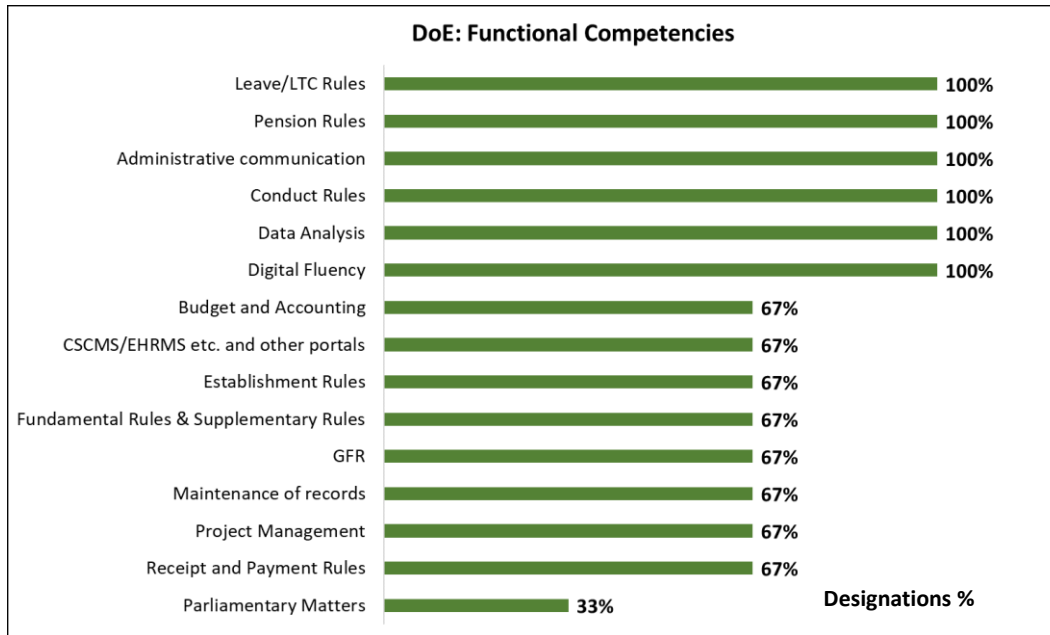 DoE: Functional Competencies
Leave/LTC Rules 100%
Pension Rules 100%
Administrative communication 100%
Conduct Rules 100%
Data Analysis 100%
Digital Fluency 100%
Budget and Accounting 67%
CSCMS/EHRMS etc. and other portals 67%
Establishment Rules 67%
Fundamental Rules & Supplementary Rules 67%
GFR 67%
Maintenance of records 67%
Project Management 67%
Receipt and Payment Rules 67%
Parliamentary Matters 33%
Designations %